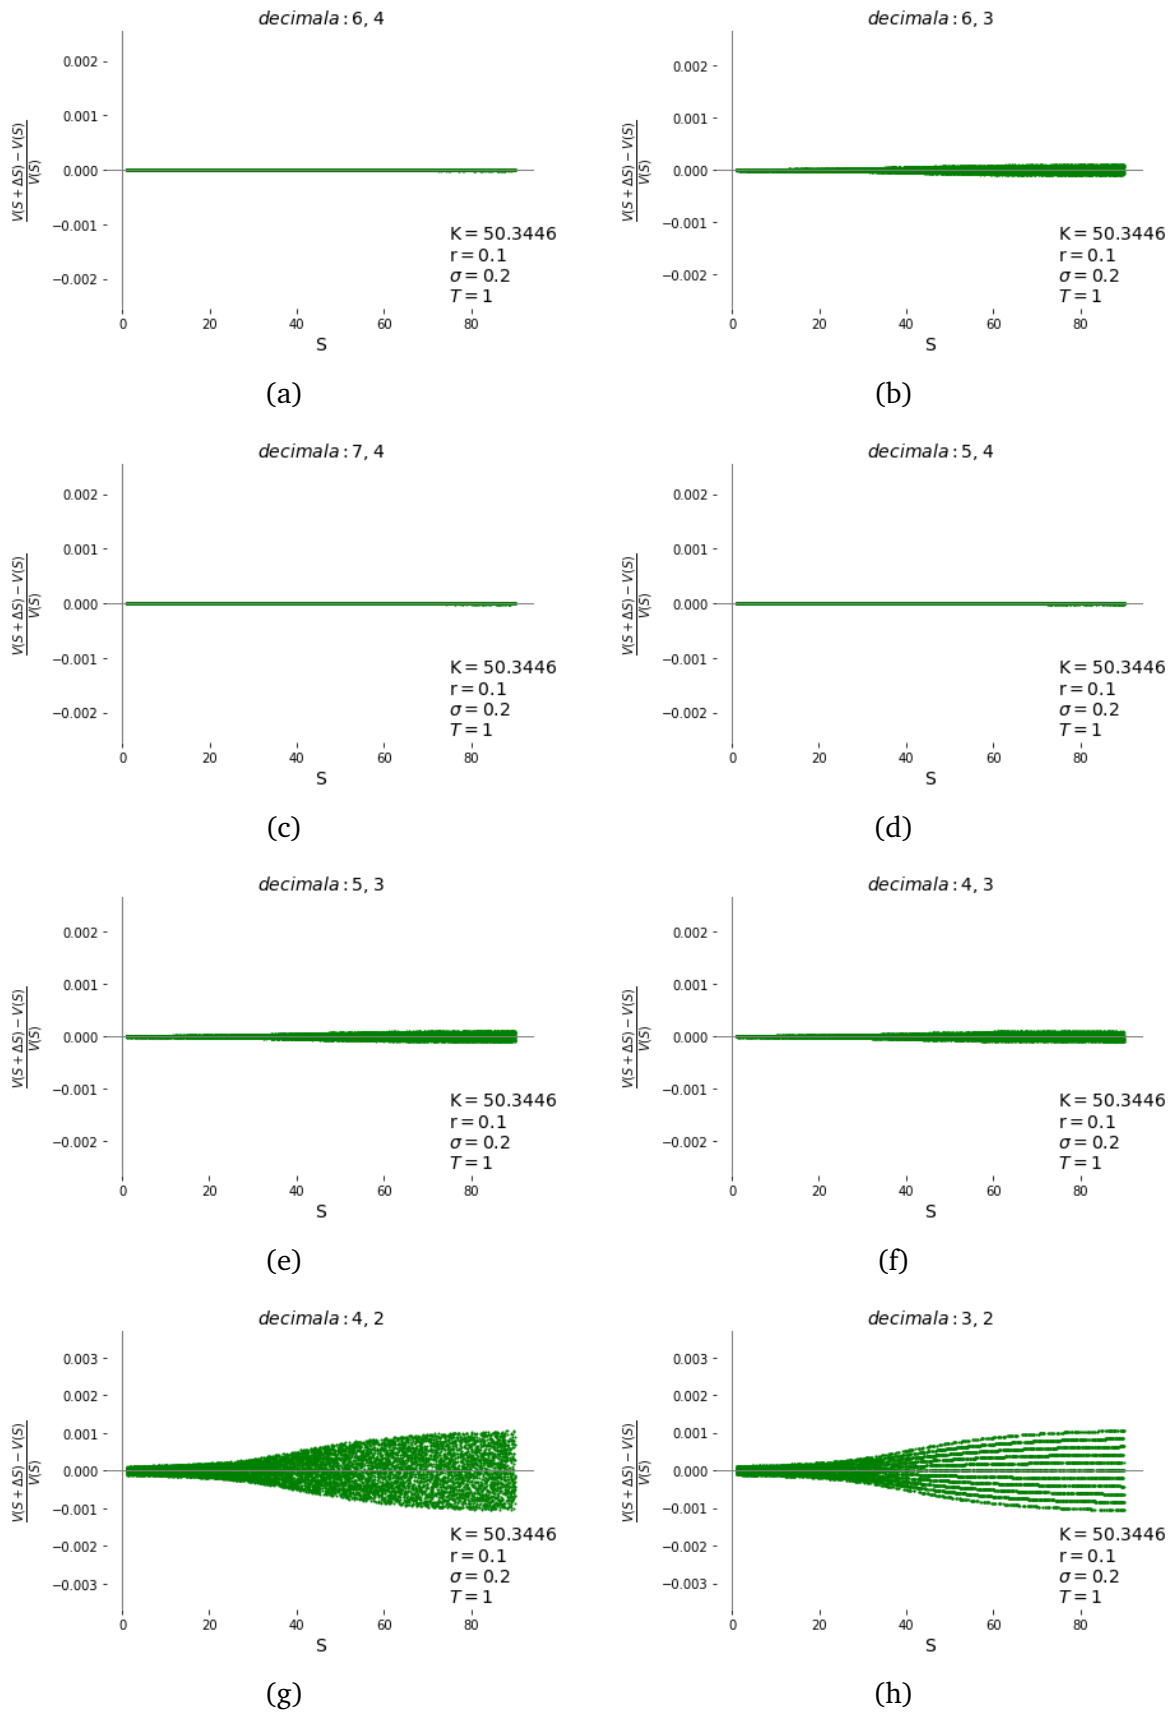 decimala : 6, 4
0.002
0.001
0.000
−0.001
−0.002
V(S + ΔS) − V(S)
V(S)
K = 50.3446
r = 0.1
σ = 0.2
T = 1
0 20 40 60 80
S
(a)
decimala : 6, 3
0.002
0.001
0.000
−0.001
−0.002
V(S + ΔS) − V(S)
V(S)
K = 50.3446
r = 0.1
σ = 0.2
T = 1
0 20 40 60 80
S
(b)
decimala : 7, 4
0.002
0.001
0.000
−0.001
−0.002
V(S + ΔS) − V(S)
V(S)
K = 50.3446
r = 0.1
σ = 0.2
T = 1
0 20 40 60 80
S
(c)
decimala : 5, 4
0.002
0.001
0.000
−0.001
−0.002
V(S + ΔS) − V(S)
V(S)
K = 50.3446
r = 0.1
σ = 0.2
T = 1
0 20 40 60 80
S
(d)
decimala : 5, 3
0.002
0.001
0.000
−0.001
−0.002
V(S + ΔS) − V(S)
V(S)
K = 50.3446
r = 0.1
σ = 0.2
T = 1
0 20 40 60 80
S
(e)
decimala : 4, 3
0.002
0.001
0.000
−0.001
−0.002
V(S + ΔS) − V(S)
V(S)
K = 50.3446
r = 0.1
σ = 0.2
T = 1
0 20 40 60 80
S
(f)
decimala : 4, 2
0.003
0.002
0.001
0.000
−0.001
−0.002
−0.003
V(S + ΔS) − V(S)
V(S)
K = 50.3446
r = 0.1
σ = 0.2
T = 1
0 20 40 60 80
S
(g)
decimala : 3, 2
0.003
0.002
0.001
0.000
−0.001
−0.002
−0.003
V(S + ΔS) − V(S)
V(S)
K = 50.3446
r = 0.1
σ = 0.2
T = 1
0 20 40 60 80
S
(h)